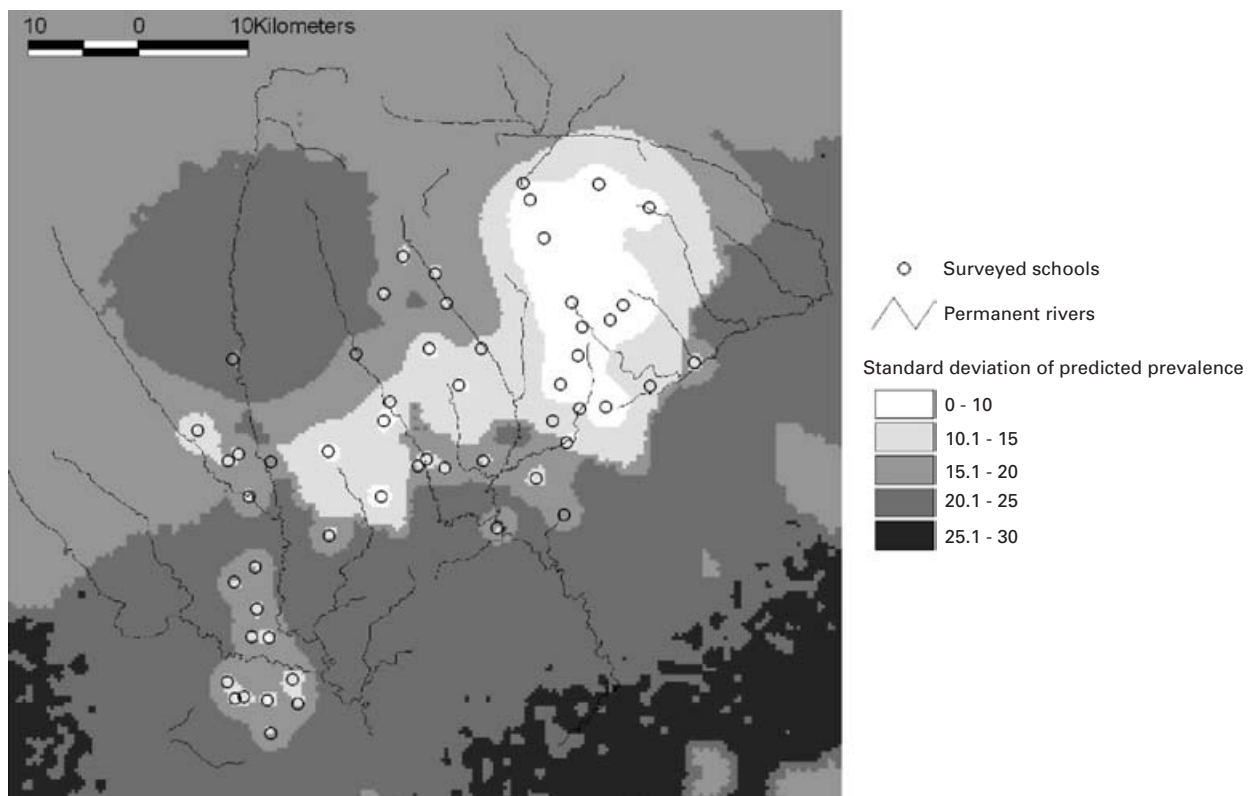 10 0 10Kilometers
Surveyed schools
Permanent rivers
Standard deviation of predicted prevalence
0 - 10
10.1 - 15
15.1 - 20
20.1 - 25
25.1 - 30